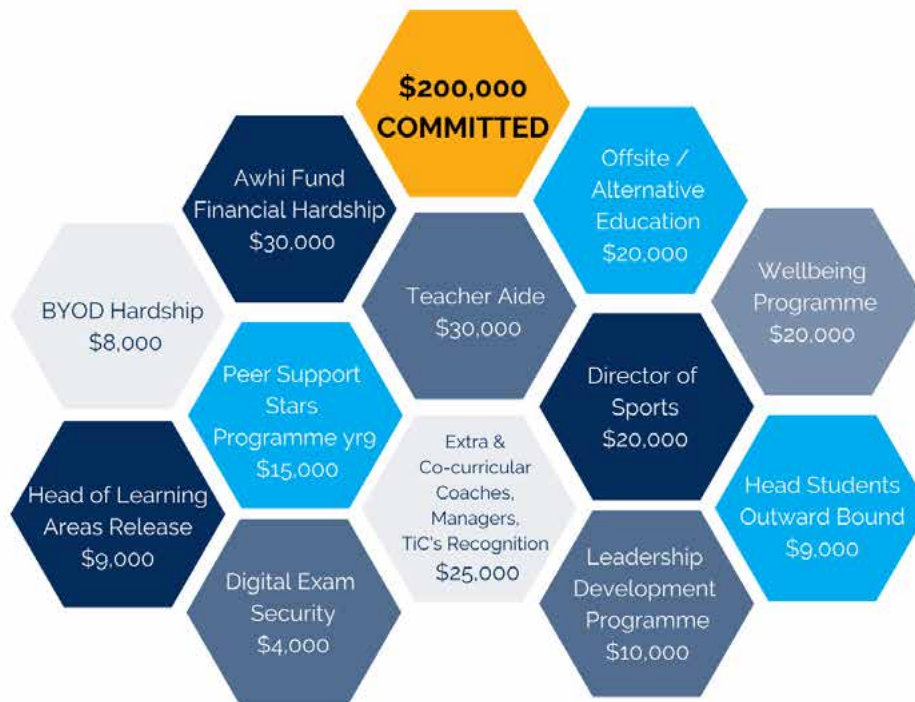 $200,000
COMMITTED
Awhi Fund
Financial Hardship
$30,000
Offsite /
Alternative
Education
$20,000
BYOD Hardship
$8,000
Teacher Aide
$30,000
Wellbeing
Programme
$20,000
Peer Support
Stars
Programme yr9
$15,000
Director of
Sports
$20,000
Head of Learning
Areas Release
$9,000
Extra &
Co-curricular
Coaches,
Managers,
TiC's Recognition
$25,000
Head Students
Outward Bound
$9,000
Digital Exam
Security
$4,000
Leadership
Development
Programme
$10,000